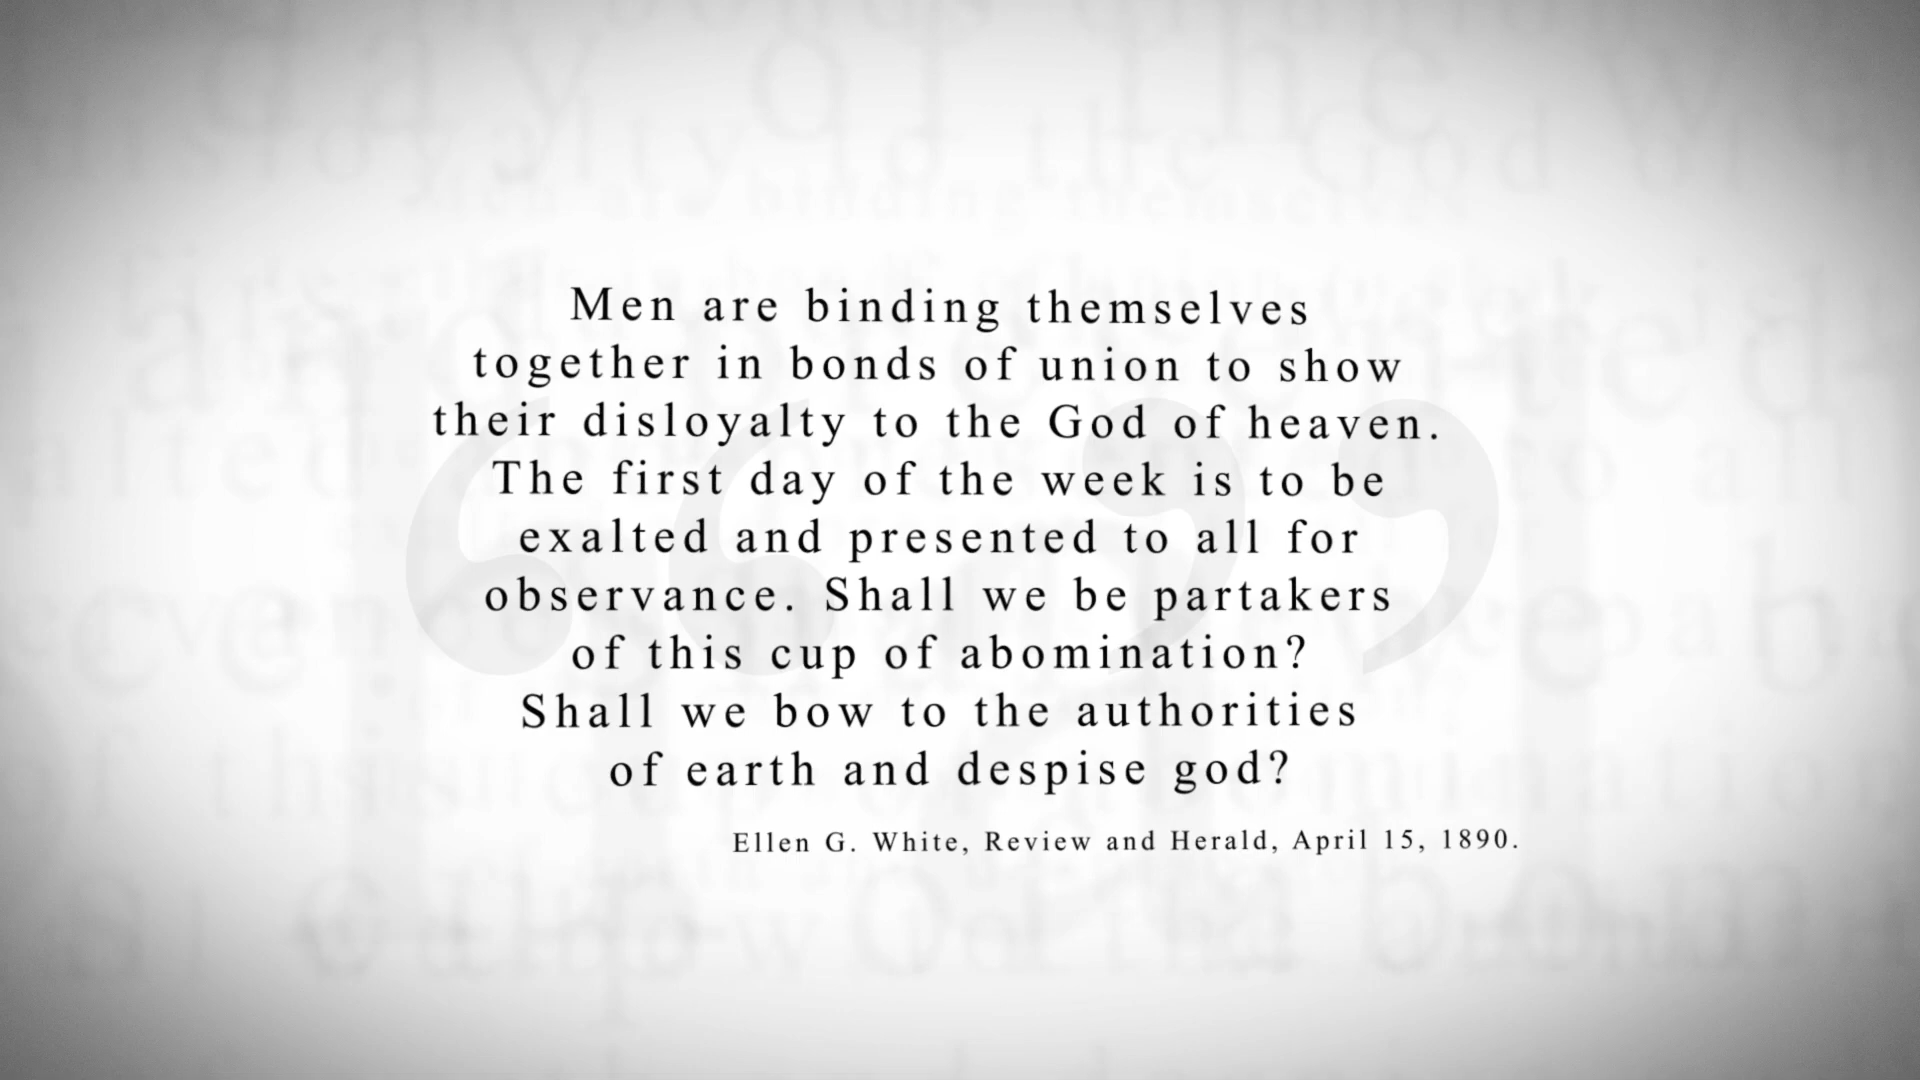 Men are binding themselves
together in bonds of union to show
their disloyalty to the God of heaven.
The first day of the week is to be
exalted and presented to all for
observance. Shall we be partakers
of this cup of abomination?
Shall we bow to the authorities
of earth and despise god?
Ellen G. White, Review and Herald, April 15, 1890.